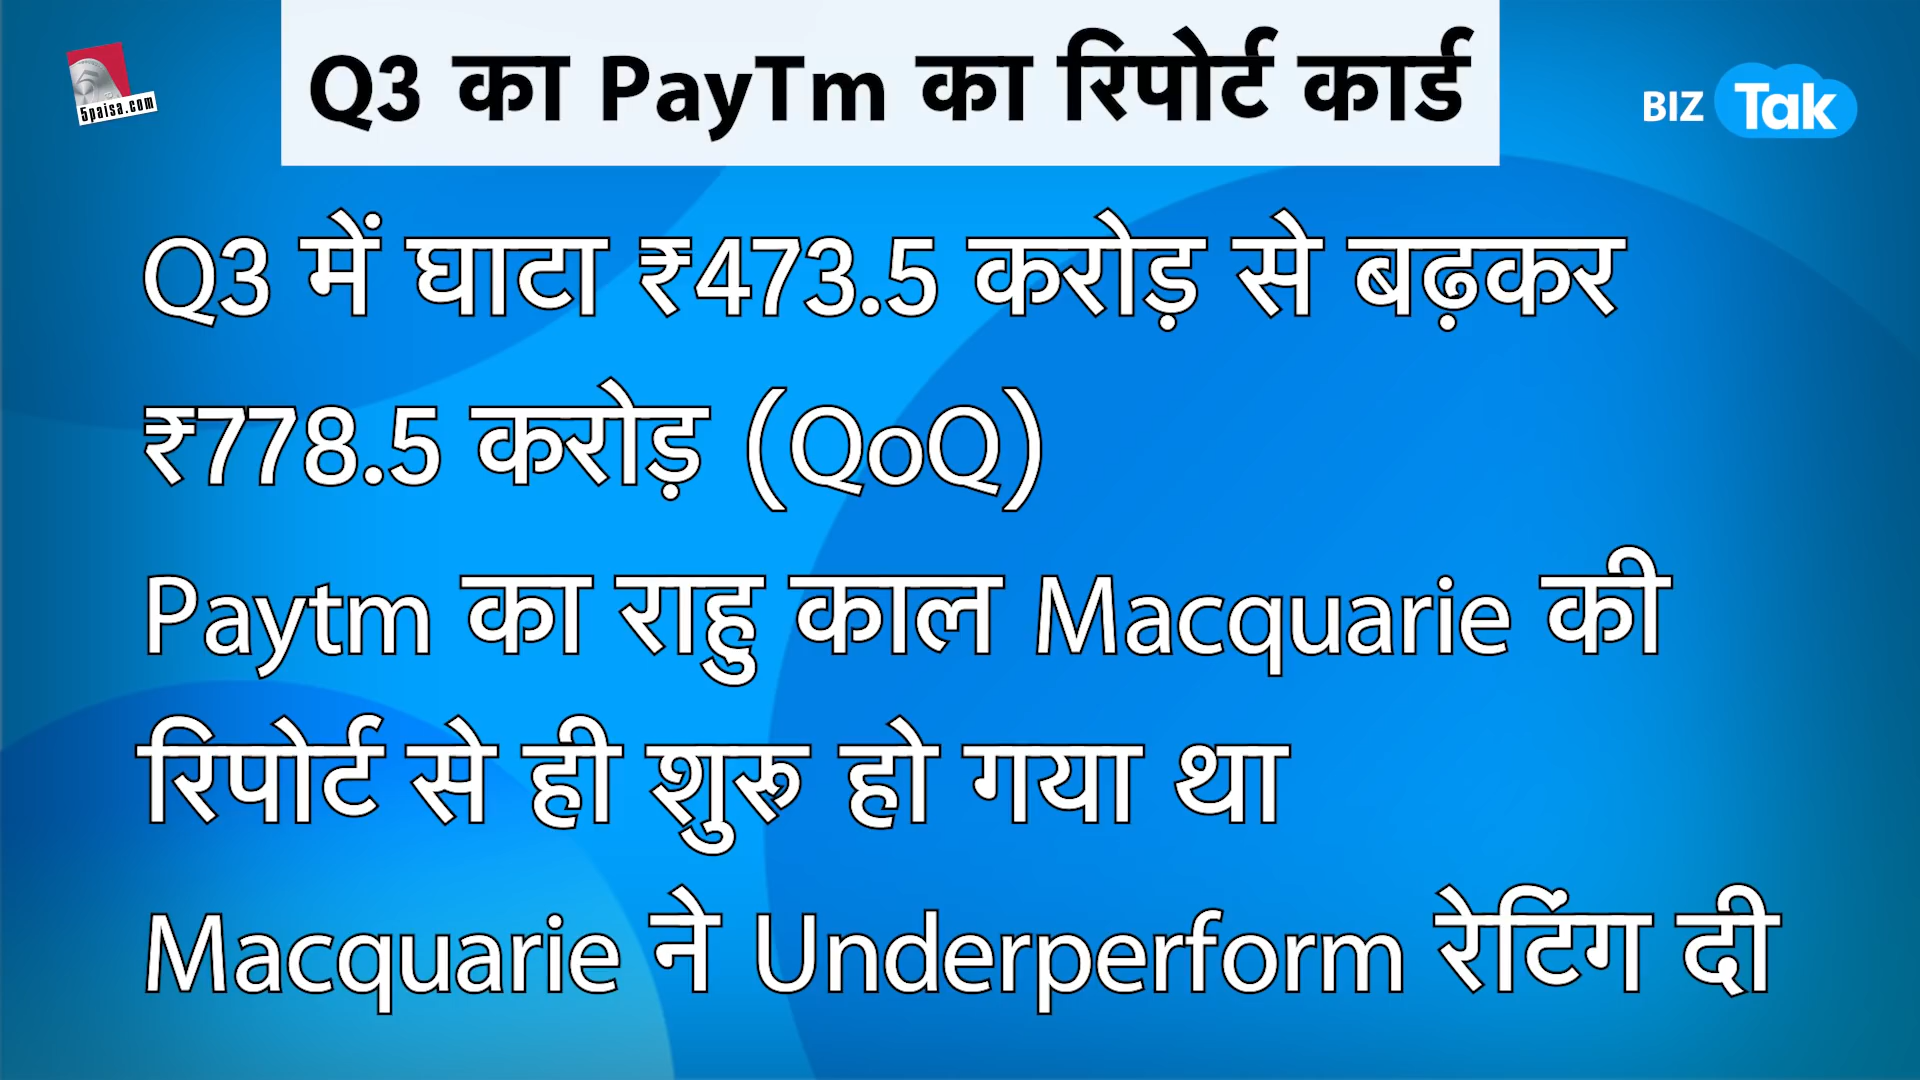 5paisa.com
Q3 का PayTm का रिपोर्ट कार्ड
BIZ Tak
Q3 में घाटा ₹473.5 करोड़ से बढ़कर
₹778.5 करोड़ (QoQ)
Paytm का राहु काल Macquarie की
रिपोर्ट से ही शुरू हो गया था
Macquarie ने Underperform रेटिंग दी